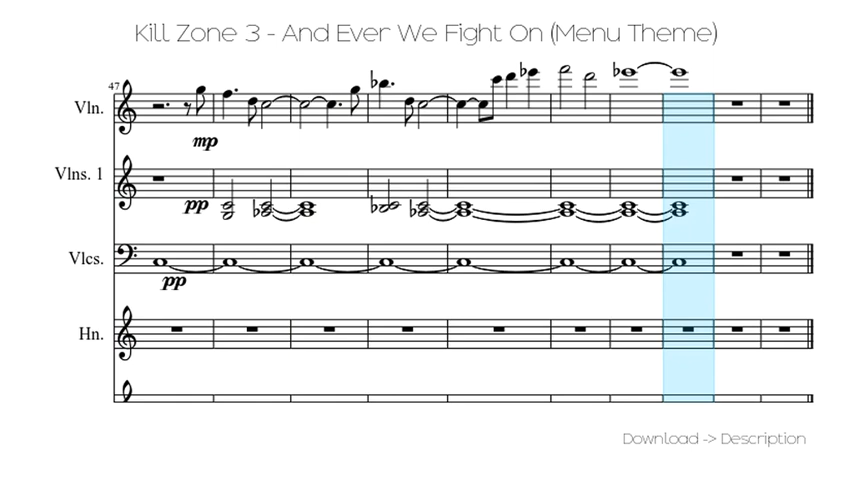 Kill Zone 3 - And Ever We Fight On (Menu Theme)
47
Vln.
mp
Vlns. 1
pp
Vlcs.
pp
Hn.
Download -> Description